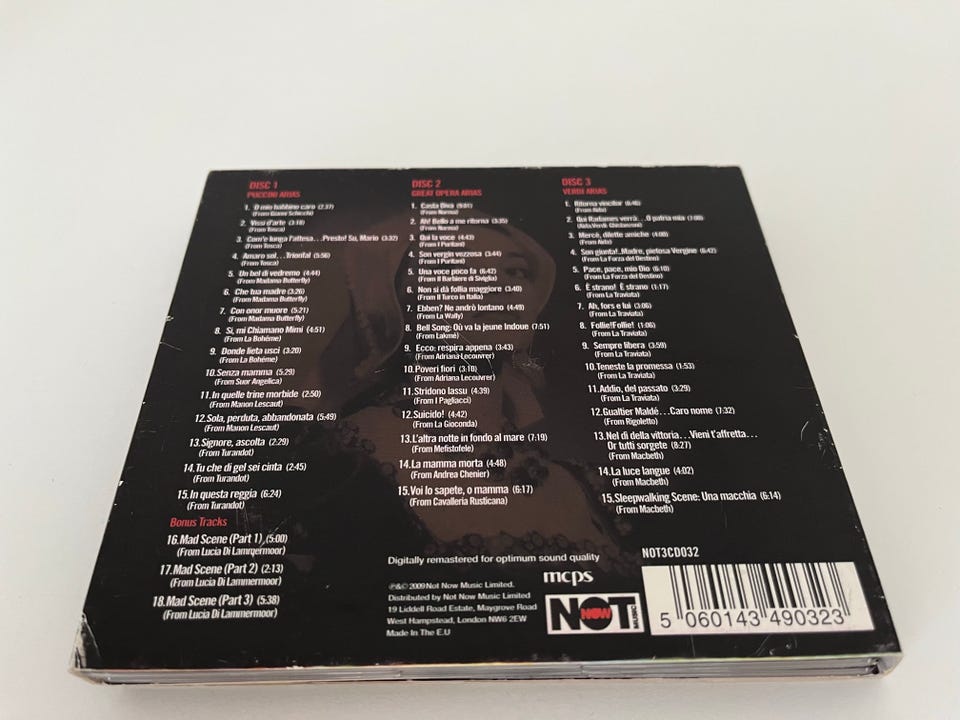 DISC 1
PUCCINI ARIAS
1. O mio babbino caro (2:37)
(From Gianni Schicchi)
2. Vissi d'arte (3:18)
(From Tosca)
3. Com'e lunga l'attesa...Presto! Su, Mario (3:32)
(From Tosca)
4. Amaro sol...Trionfal (5:56)
(From Tosca)
5. Un bel di vedremo (4:44)
(From Madama Butterfly)
6. Che tua madre (3:26)
(From Madama Butterfly)
7. Con onor muore (5:21)
(From Madama Butterfly)
8. Si, mi Chiamano Mimi (4:51)
(From La Bohéme)
9. Donde lieta usci (3:20)
(From La Bohéme)
10. Senza mamma (5:29)
(From Suor Angelica)
11. In quelle trine morbide (2:50)
(From Manon Lescaut)
12. Sola, perduta, abbandonata (5:49)
(From Manon Lescaut)
13. Signore, ascolta (2:29)
(From Turandot)
14. Tu che di gel sei cinta (2:45)
(From Turandot)
15. In questa reggia (6:24)
(From Turandot)
Bonus Tracks
16. Mad Scene (Part 1) (5:00)
(From Lucia Di Lammermoor)
17. Mad Scene (Part 2) (2:13)
(From Lucia Di Lammermoor)
18. Mad Scene (Part 3) (5:38)
(From Lucia Di Lammermoor)
DISC 2
GREAT OPERA ARIAS
1. Casta Diva
(From Norma)
2. Ah! Bello a me ritorna (3:35)
(From Norma)
3. Qui la voce (4:43)
(From I Puritani)
4. Son vergin vezzosa (3:44)
(From I Puritani)
5. Una voce poco fa (6:42)
(From Il Barbiere di Siviglia)
6. Non si dá follia maggiore (3:40)
(From Il Turco in Italia)
7. Ebben? Ne andrò lontano (4:49)
(From La Wally)
8. Bell Song: Où va la jeune Indoue (7:51)
(From Lakmé)
9. Ecco: respira appena (3:43)
(From Adriana Lecouvrer)
10. Poveri fiori (3:10)
(From Adriana Lecouvrer)
11. Stridono lassu (4:39)
(From I Pagliacci)
12. Suicido! (4:42)
(From La Gioconda)
13. L'altra notte in fondo al mare (7:19)
(From Mefistofele)
14. La mamma morta (4:48)
(From Andrea Chenier)
15. Voi lo sapete, o mamma (6:17)
(From Cavalleria Rusticana)
DISC 3
VERDI ARIAS
1. Ritorna vincitor (6:46)
(From Aida)
2. Qui Radames verrà...O patria mia
3. Mercè, dilette amiche (4:00)
4. Son giunta!..Madre, pietosa Vergine (6:42)
(From La Forza del Destino)
5. Pace, pace, mio Dio (6:10)
(From La Forza del Destino)
6. È strano! È strano (1:17)
(From La Traviata)
7. Ah, fors e lui (3:06)
(From La Traviata)
8. Follie!Follie! (1:06)
(From La Traviata)
9. Sempre libera (3:59)
(From La Traviata)
10. Teneste la promessa (1:53)
(From La Traviata)
11. Addio, del passato (3:29)
(From La Traviata)
12. Gualtier Maldé...Caro nome (7:32)
(From Rigoletto)
13. Nel di della vittoria...Vieni t'affretta...
Or tutti sorgete (8:27)
(From Macbeth)
14. La luce langue (4:02)
(From Macbeth)
15. Sleepwalking Scene: Una macchia (6:14)
(From Macbeth)
Digitally remastered for optimum sound quality
℗&© 2009 Not Now Music Limited.
Distributed by Not Now Music Limited
19 Liddell Road Estate, Maygrove Road
West Hampstead, London NW6 2EW
Made In The E.U
mcps
NOT NOW MUSIC
NOT3CD032
5 060143 490323